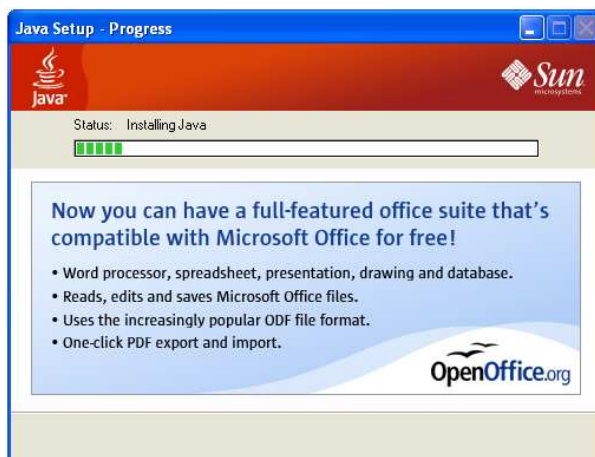 Java Setup - Progress
Java
Sun
microsystems
Status: Installing Java
Now you can have a full-featured office suite that's
compatible with Microsoft Office for free!
• Word processor, spreadsheet, presentation, drawing and database.
• Reads, edits and saves Microsoft Office files.
• Uses the increasingly popular ODF file format.
• One-click PDF export and import.
OpenOffice.org